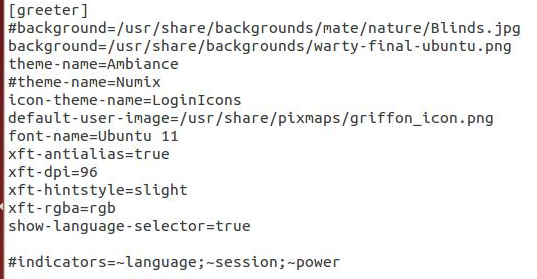 [greeter]
#background=/usr/share/backgrounds/mate/nature/Blinds.jpg
background=/usr/share/backgrounds/warty-final-ubuntu.png
theme-name=Ambiance
#theme-name=Numix
icon-theme-name=LoginIcons
default-user-image=/usr/share/pixmaps/griffon_icon.png
font-name=Ubuntu 11
xft-antialias=true
xft-dpi=96
xft-hintstyle=slight
xft-rgba=rgb
show-language-selector=true
#indicators=~language;~session;~power